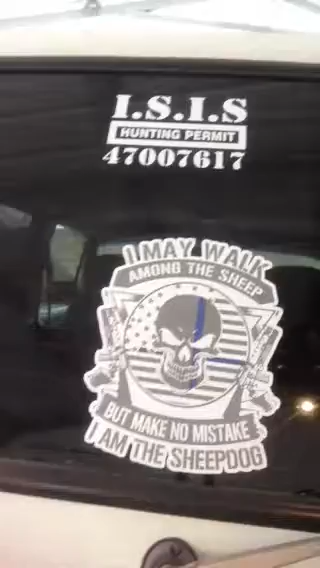 I.S.I.S
HUNTING PERMIT
47007617
I MAY WALK
AMONG THE SHEEP
BUT MAKE NO MISTAKE
I AM THE SHEEPDOG